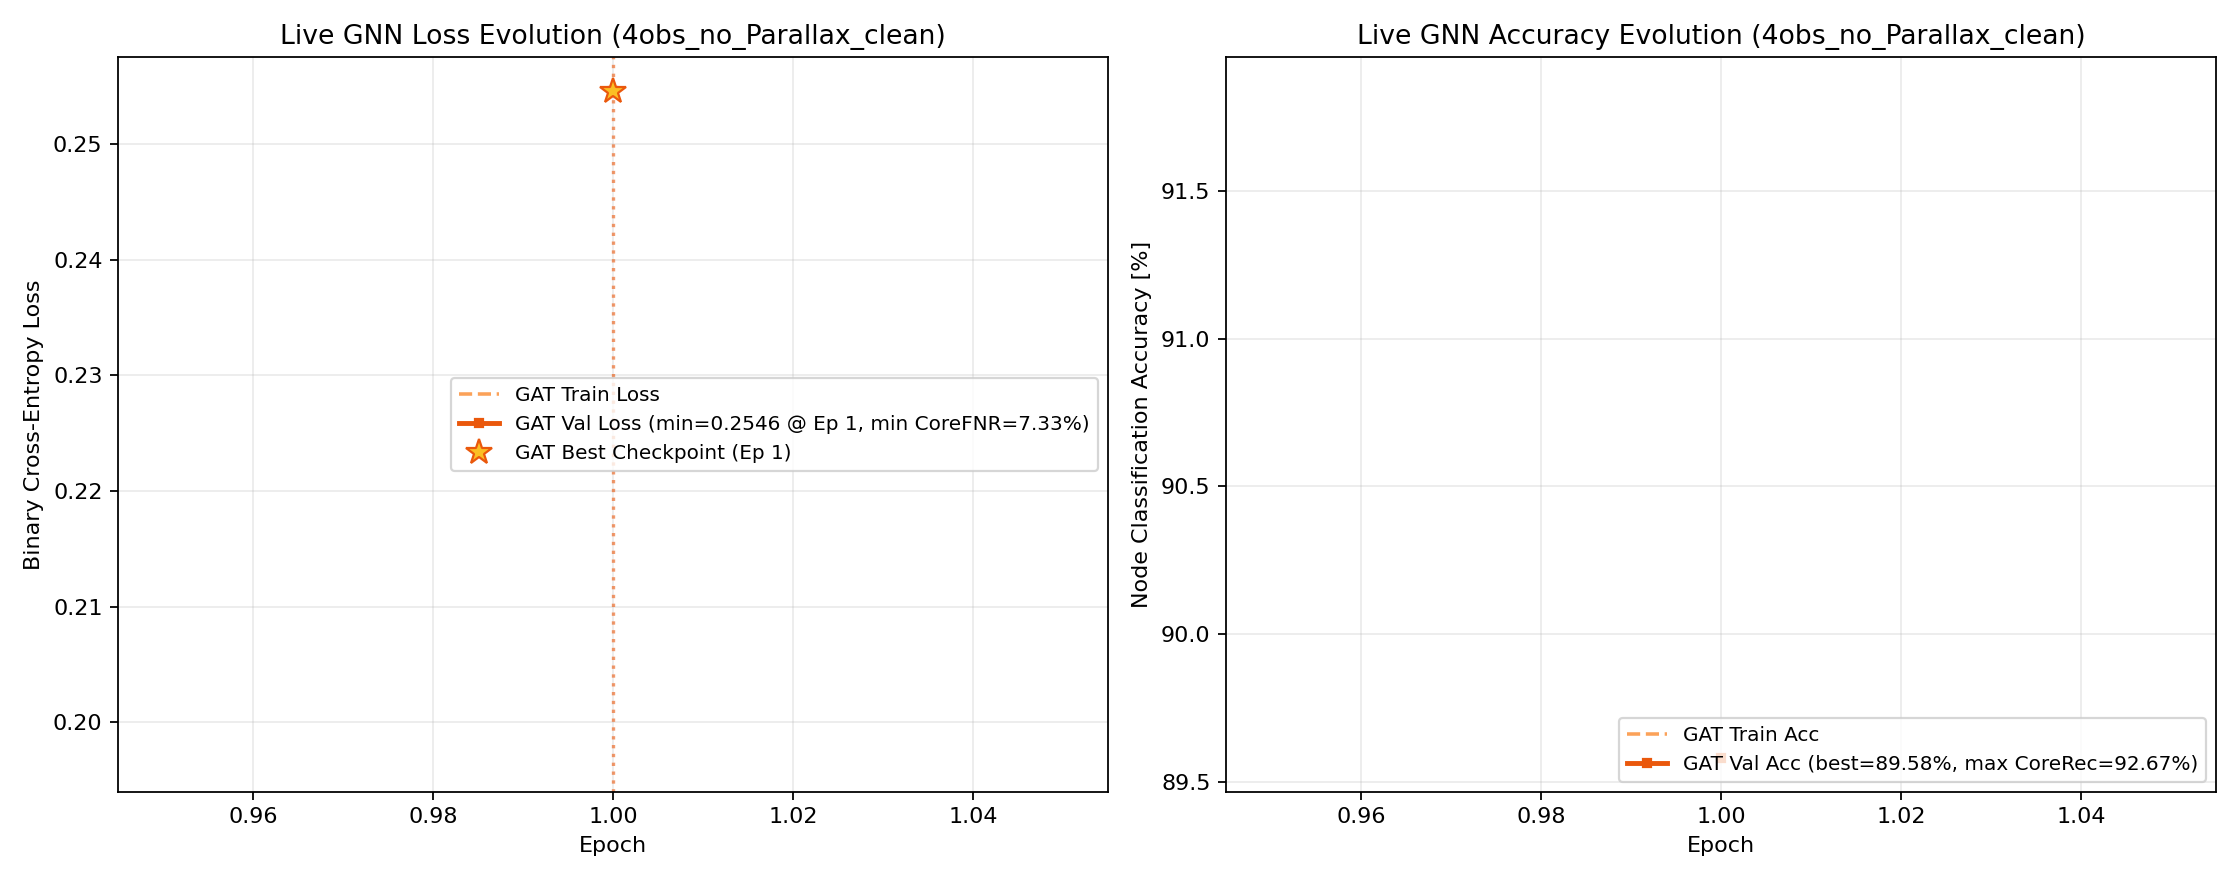 Live GNN Loss Evolution (4obs_no_Parallax_clean)
Binary Cross-Entropy Loss
0.25
0.24
0.23
0.22
0.21
0.20
GAT Train Loss
GAT Val Loss (min=0.2546 @ Ep 1, min CoreFNR=7.33%)
GAT Best Checkpoint (Ep 1)
0.96 0.98 1.00 1.02 1.04
Epoch
Live GNN Accuracy Evolution (4obs_no_Parallax_clean)
Node Classification Accuracy [%]
91.5
91.0
90.5
90.0
89.5
GAT Train Acc
GAT Val Acc (best=89.58%, max CoreRec=92.67%)
0.96 0.98 1.00 1.02 1.04
Epoch